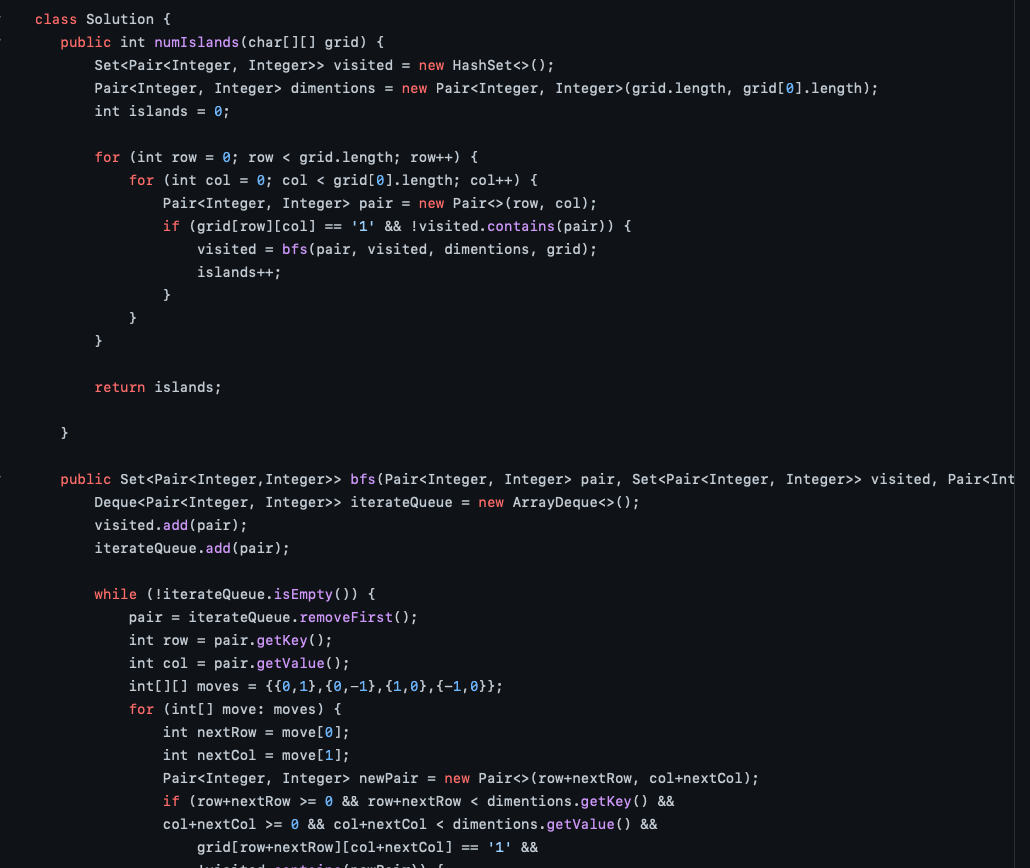 class Solution {
public int numIslands(char[][] grid) {
Set<Pair<Integer, Integer>> visited = new HashSet<>();
Pair<Integer, Integer> dimentions = new Pair<Integer, Integer>(grid.length, grid[0].length);
int islands = 0;
for (int row = 0; row < grid.length; row++) {
for (int col = 0; col < grid[0].length; col++) {
Pair<Integer, Integer> pair = new Pair<>(row, col);
if (grid[row][col] == '1' && !visited.contains(pair)) {
visited = bfs(pair, visited, dimentions, grid);
islands++;
}
}
}
return islands;
}
public Set<Pair<Integer,Integer>> bfs(Pair<Integer, Integer> pair, Set<Pair<Integer, Integer>> visited, Pair<Int
Deque<Pair<Integer, Integer>> iterateQueue = new ArrayDeque<>();
visited.add(pair);
iterateQueue.add(pair);
while (!iterateQueue.isEmpty()) {
pair = iterateQueue.removeFirst();
int row = pair.getKey();
int col = pair.getValue();
int[][] moves = {{0,1},{0,-1},{1,0},{-1,0}};
for (int[] move: moves) {
int nextRow = move[0];
int nextCol = move[1];
Pair<Integer, Integer> newPair = new Pair<>(row+nextRow, col+nextCol);
if (row+nextRow >= 0 && row+nextRow < dimentions.getKey() &&
col+nextCol >= 0 && col+nextCol < dimentions.getValue() &&
grid[row+nextRow][col+nextCol] == '1' &&
!visited.contains(newPair)) {